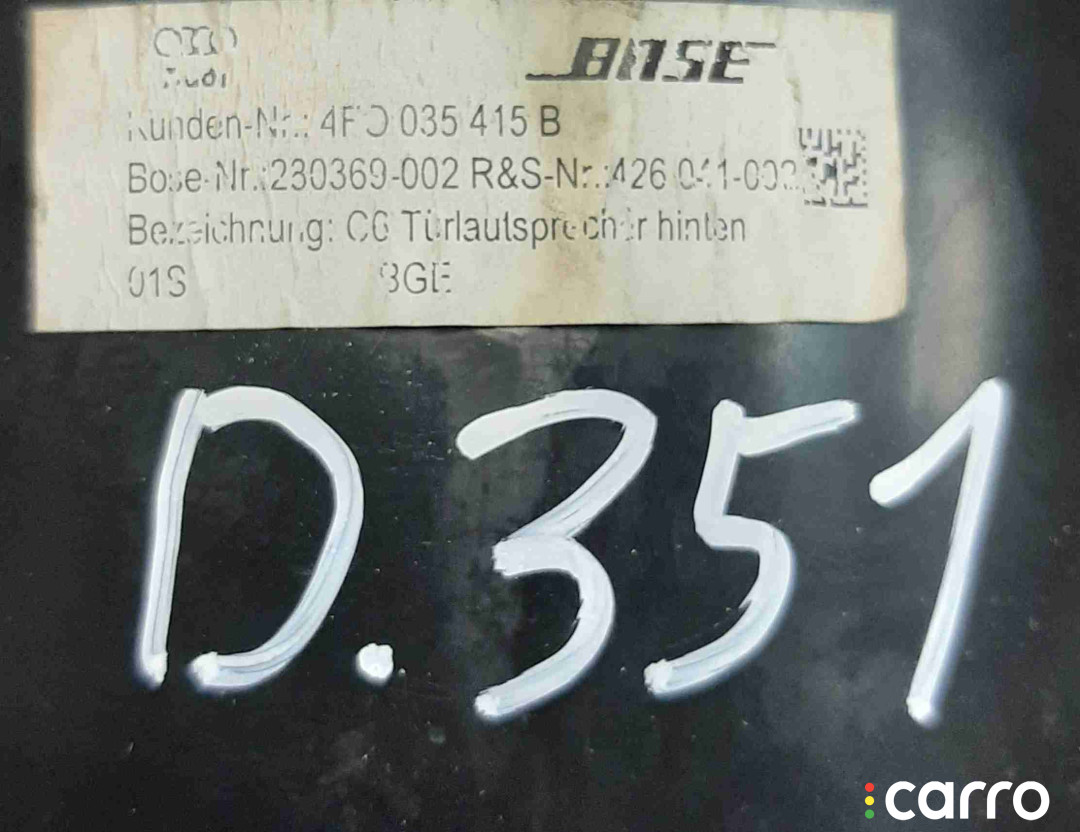 Audi
BOSE
Kunden-Nr.: 4F0 035 415 B
Bose-Nr.:230369-002 R&S-Nr.:426 041-002
Bezeichnung: C6 Türlautsprecher hinten
01S
D.351
carro